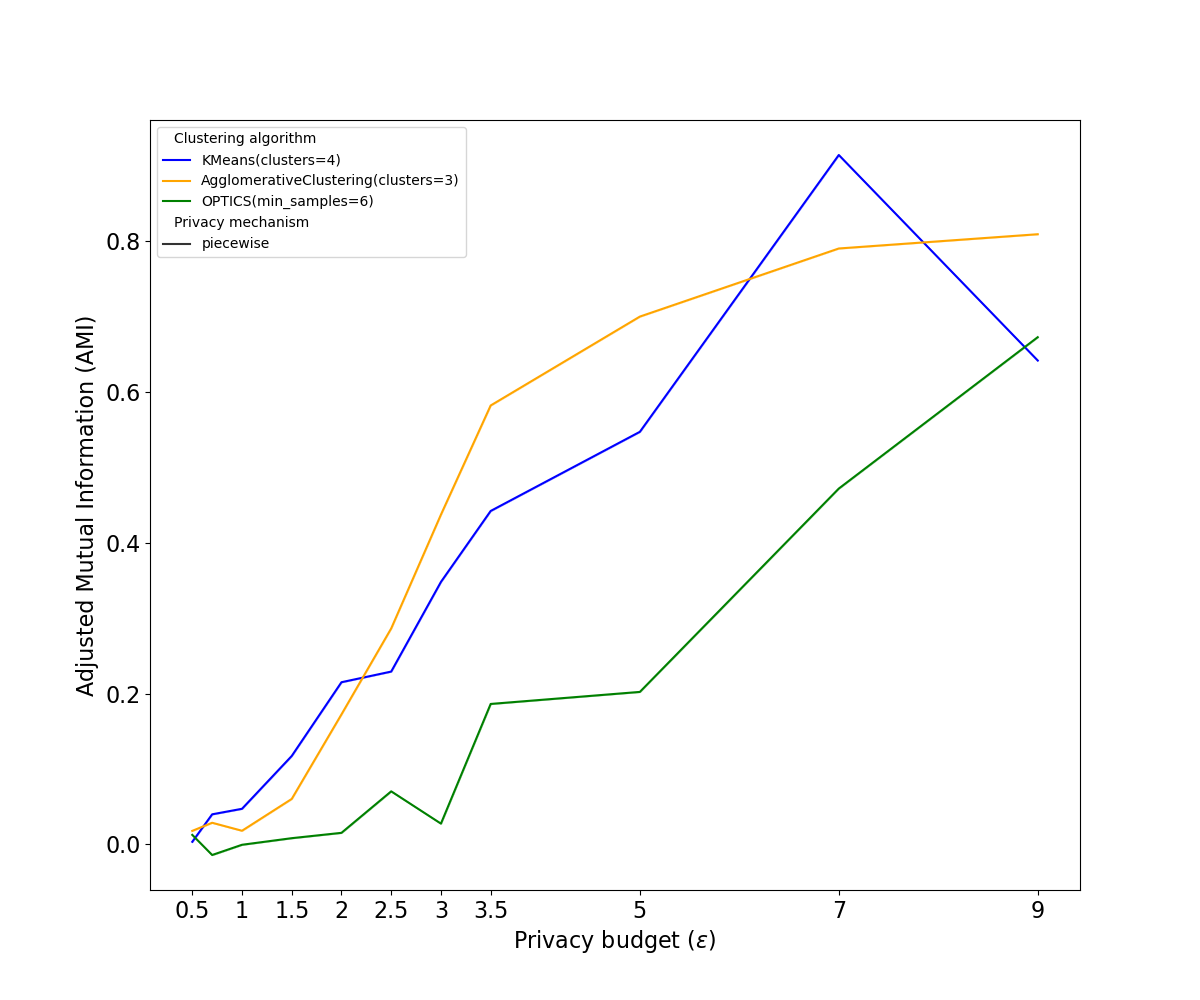 Clustering algorithm
KMeans(clusters=4)
AgglomerativeClustering(clusters=3)
OPTICS(min_samples=6)
Privacy mechanism
piecewise
Adjusted Mutual Information (AMI)
0.8
0.6
0.4
0.2
0.0
0.5 1 1.5 2 2.5 3 3.5 5 7 9
Privacy budget (ε)